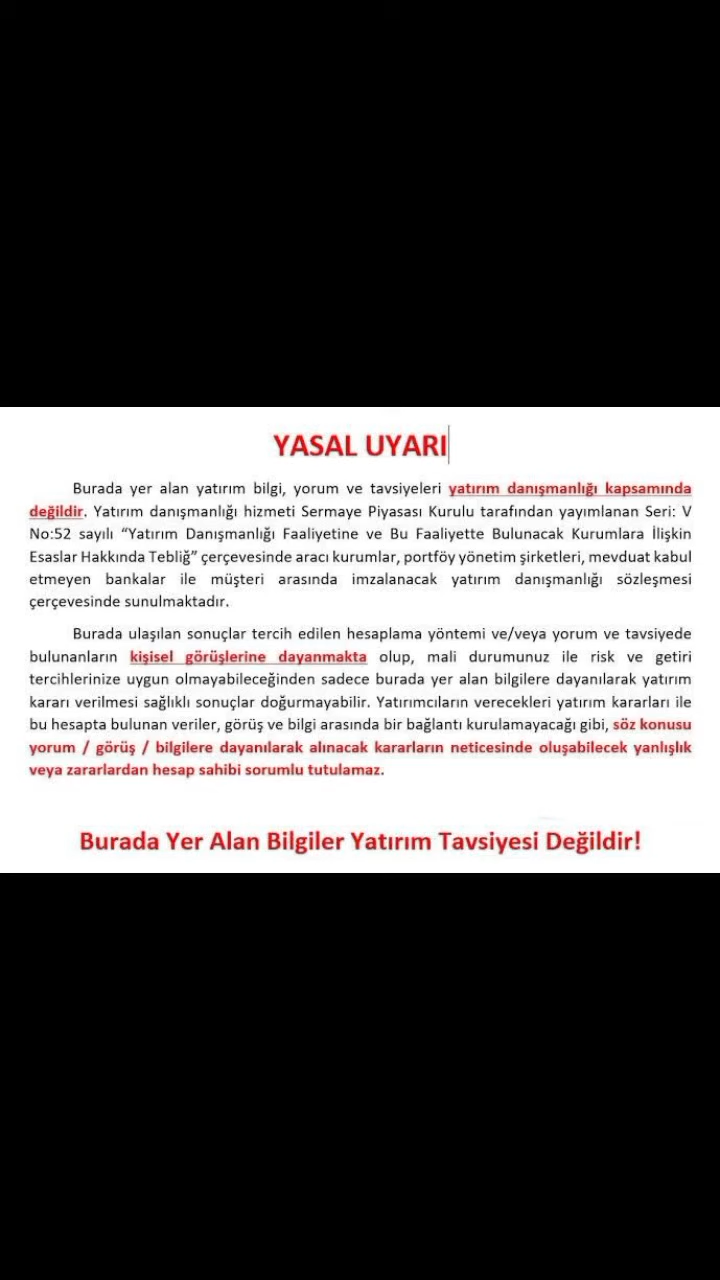 YASAL UYARI
Burada yer alan yatırım bilgi, yorum ve tavsiyeleri yatırım danışmanlığı kapsamında
değildir. Yatırım danışmanlığı hizmeti Sermaye Piyasası Kurulu tarafından yayımlanan Seri: V
No:52 sayılı “Yatırım Danışmanlığı Faaliyetine ve Bu Faaliyette Bulunacak Kurumlara İlişkin
Esaslar Hakkında Tebliğ” çerçevesinde aracı kurumlar, portföy yönetim şirketleri, mevduat kabul
etmeyen bankalar ile müşteri arasında imzalanacak yatırım danışmanlığı sözleşmesi
çerçevesinde sunulmaktadır.
Burada ulaşılan sonuçlar tercih edilen hesaplama yöntemi ve/veya yorum ve tavsiyede
bulunanların kişisel görüşlerine dayanmakta olup, mali durumunuz ile risk ve getiri
tercihlerinize uygun olmayabileceğinden sadece burada yer alan bilgilere dayanılarak yatırım
kararı verilmesi sağlıklı sonuçlar doğurmayabilir. Yatırımcıların verecekleri yatırım kararları ile
bu hesapta bulunan veriler, görüş ve bilgi arasında bir bağlantı kurulamayacağı gibi, söz konusu
yorum / görüş / bilgilere dayanılarak alınacak kararların neticesinde oluşabilecek yanlışlık
veya zararlardan hesap sahibi sorumlu tutulamaz.
Burada Yer Alan Bilgiler Yatırım Tavsiyesi Değildir!